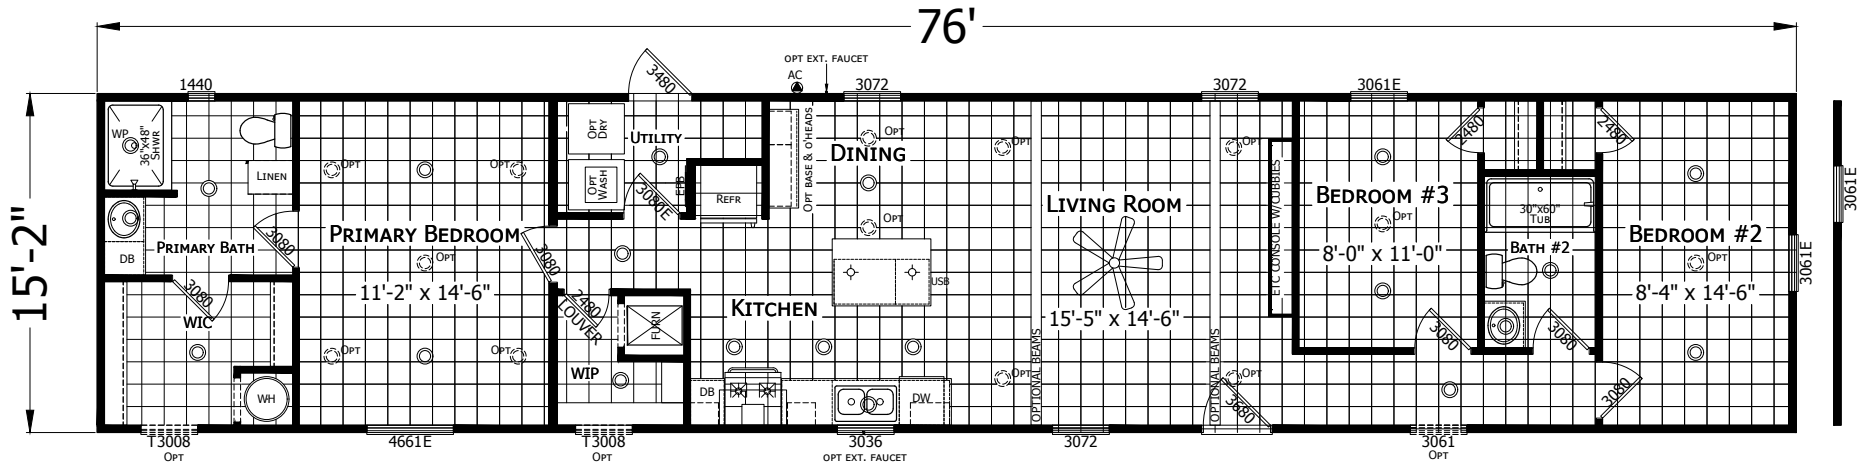 76'
15'-2"
1440
3480
OPT EXT. FAUCET
AC
3072
3072
3061E
WP
36"x48"
SHWR
LINEN
DB
PRIMARY BATH
3080
3080
WIC
WH
T3008
OPT
OPT
OPT
PRIMARY BEDROOM
OPT
11'-2" x 14'-6"
OPT
OPT
4661E
3080
OPT
DRY
OPT
WASH
UTILITY
3080E
EPB
REFR
2480
LOUVER
FURN
WIP
T3008
OPT
OPT BASE & O'HEADS
OPT
DINING
OPT
USB
KITCHEN
DB
DW
3036
OPT EXT. FAUCET
OPT
OPT
LIVING ROOM
15'-5" x 14'-6"
OPT
OPT
OPTIONAL BEAMS
OPTIONAL BEAMS
3072
3680
ETC CONSOLE W/CUBBIES
BEDROOM #3
OPT
8'-0" x 11'-0"
2480
3080
3061
OPT
30"x60"
TUB
BATH #2
3080
2480
BEDROOM #2
OPT
8'-4" x 14'-6"
3080
3061E
3061E